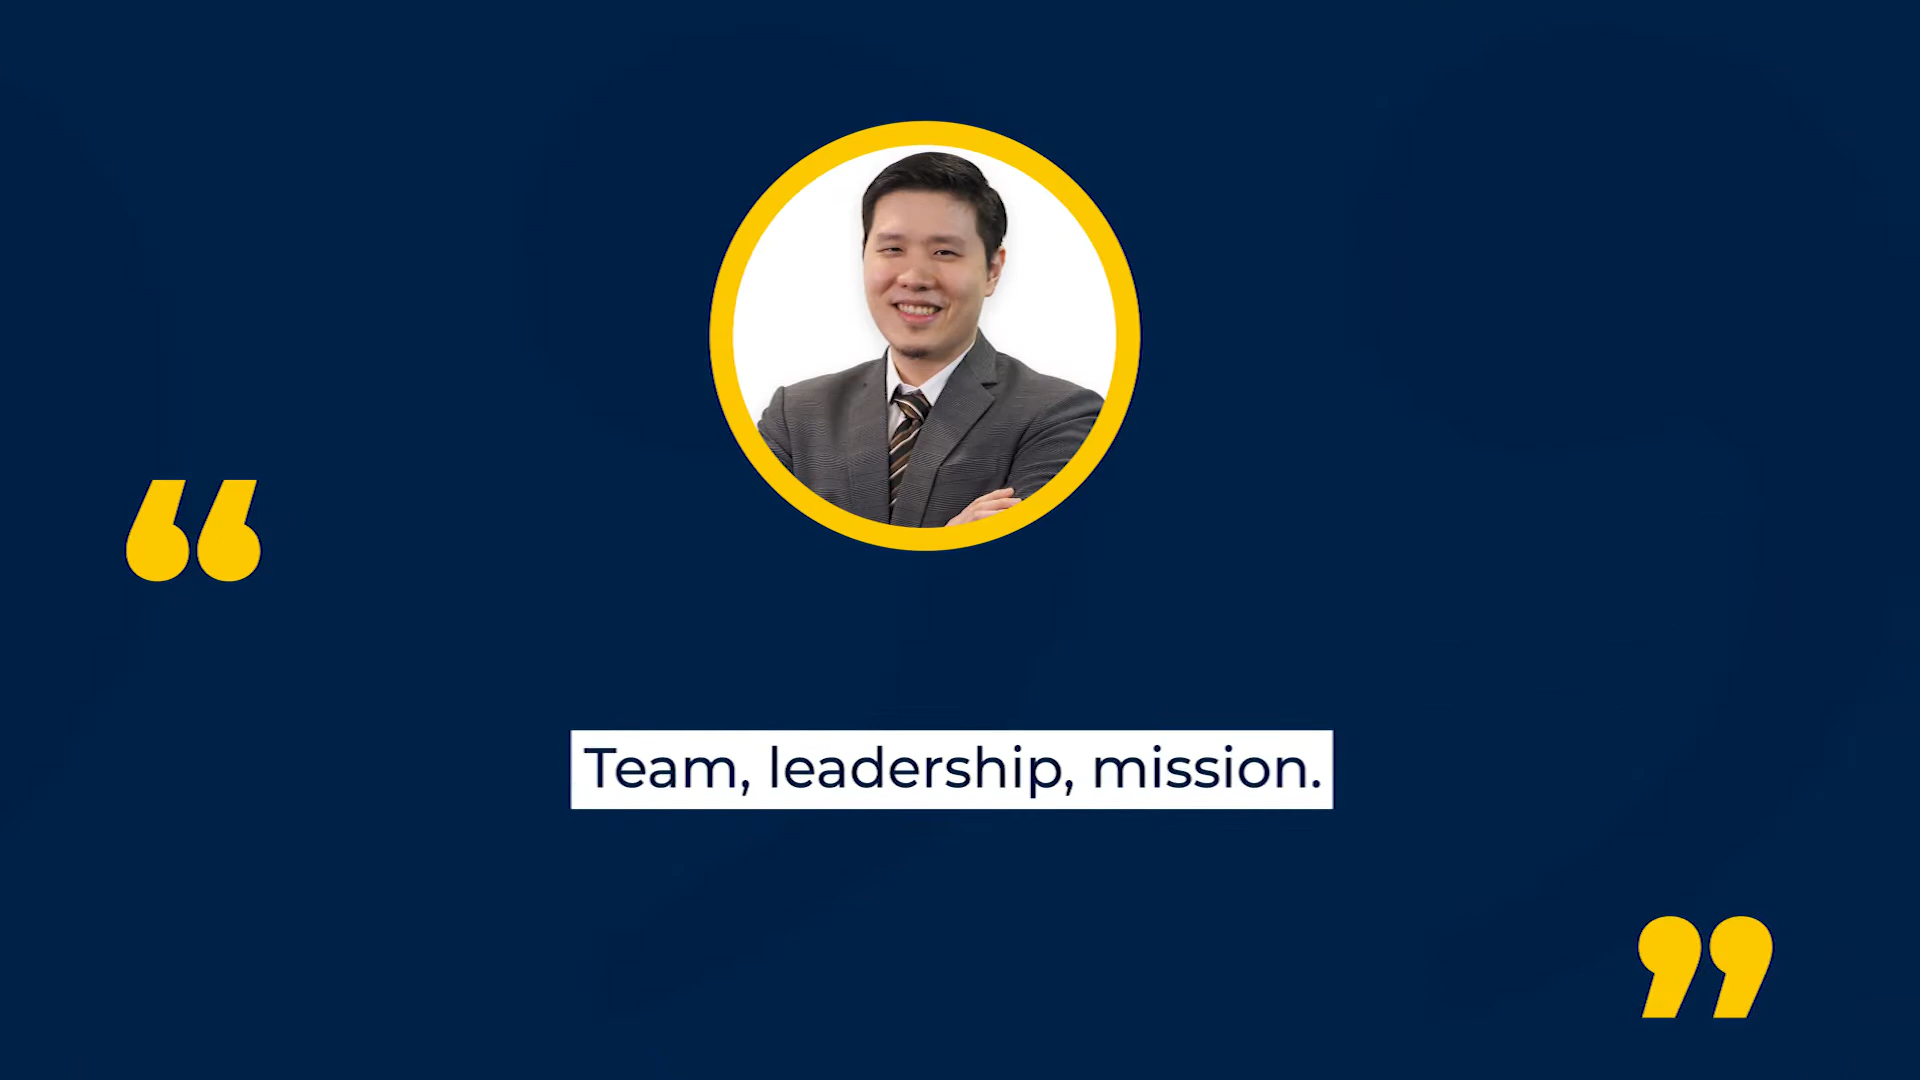 “
Team, leadership, mission.
”